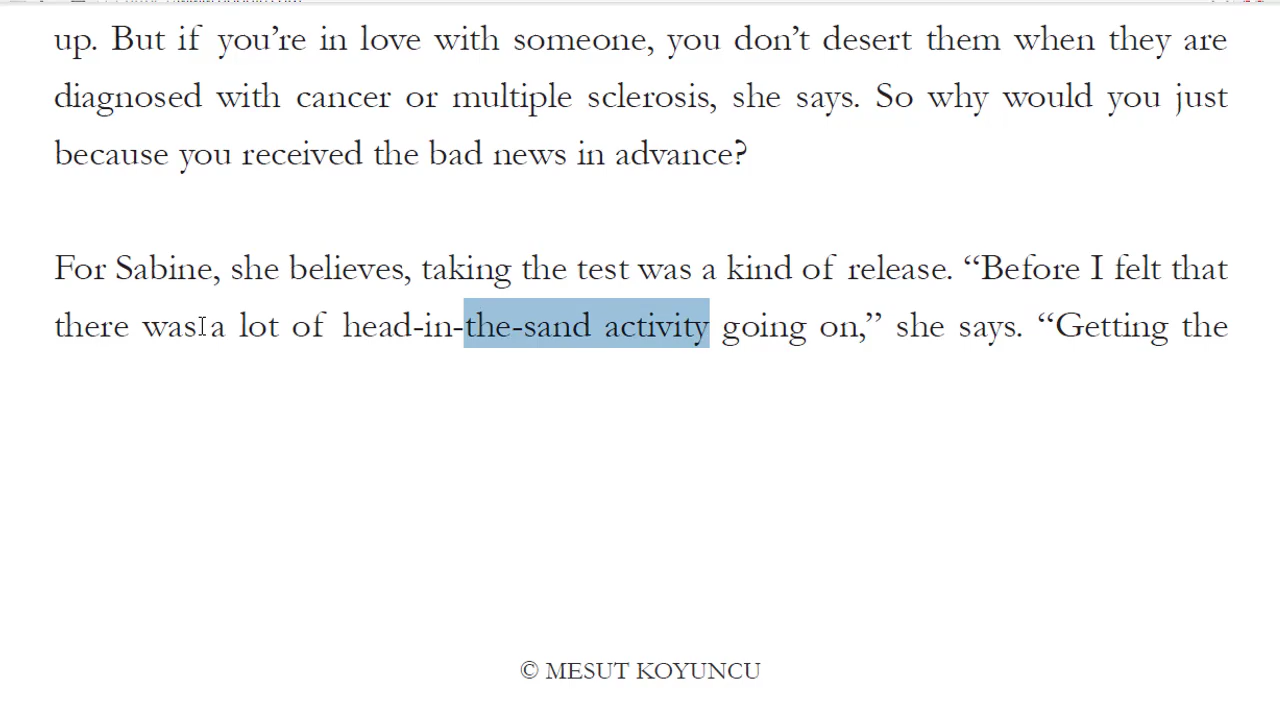 up. But if you’re in love with someone, you don’t desert them when they are
diagnosed with cancer or multiple sclerosis, she says. So why would you just
because you received the bad news in advance?
For Sabine, she believes, taking the test was a kind of release. “Before I felt that
there was a lot of head-in-the-sand activity going on,” she says. “Getting the
© MESUT KOYUNCU